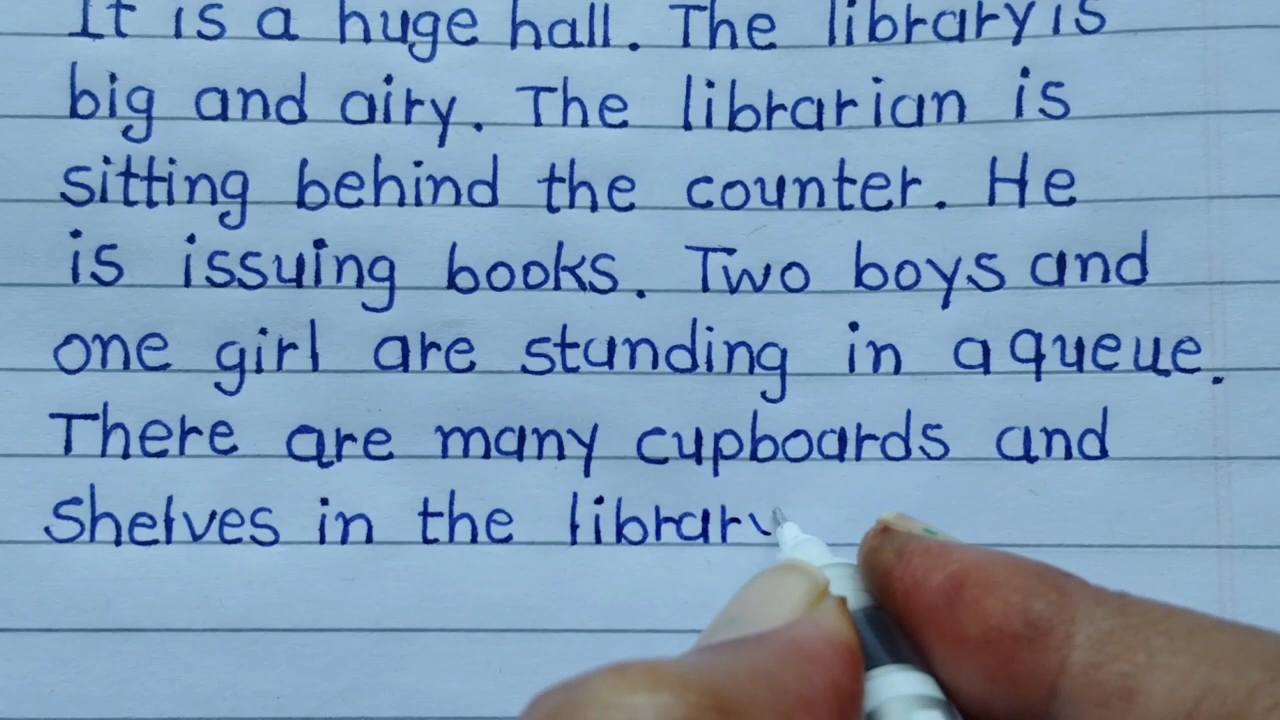 It is a huge hall. The library is
big and airy. The librarian is
sitting behind the counter. He
is issuing books. Two boys and
one girl are standing in a queue.
There are many cupboards and
shelves in the library